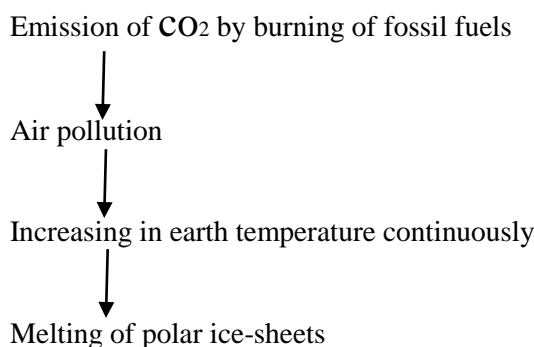 Emission of CO2 by burning of fossil fuels
Air pollution
Increasing in earth temperature continuously
Melting of polar ice-sheets